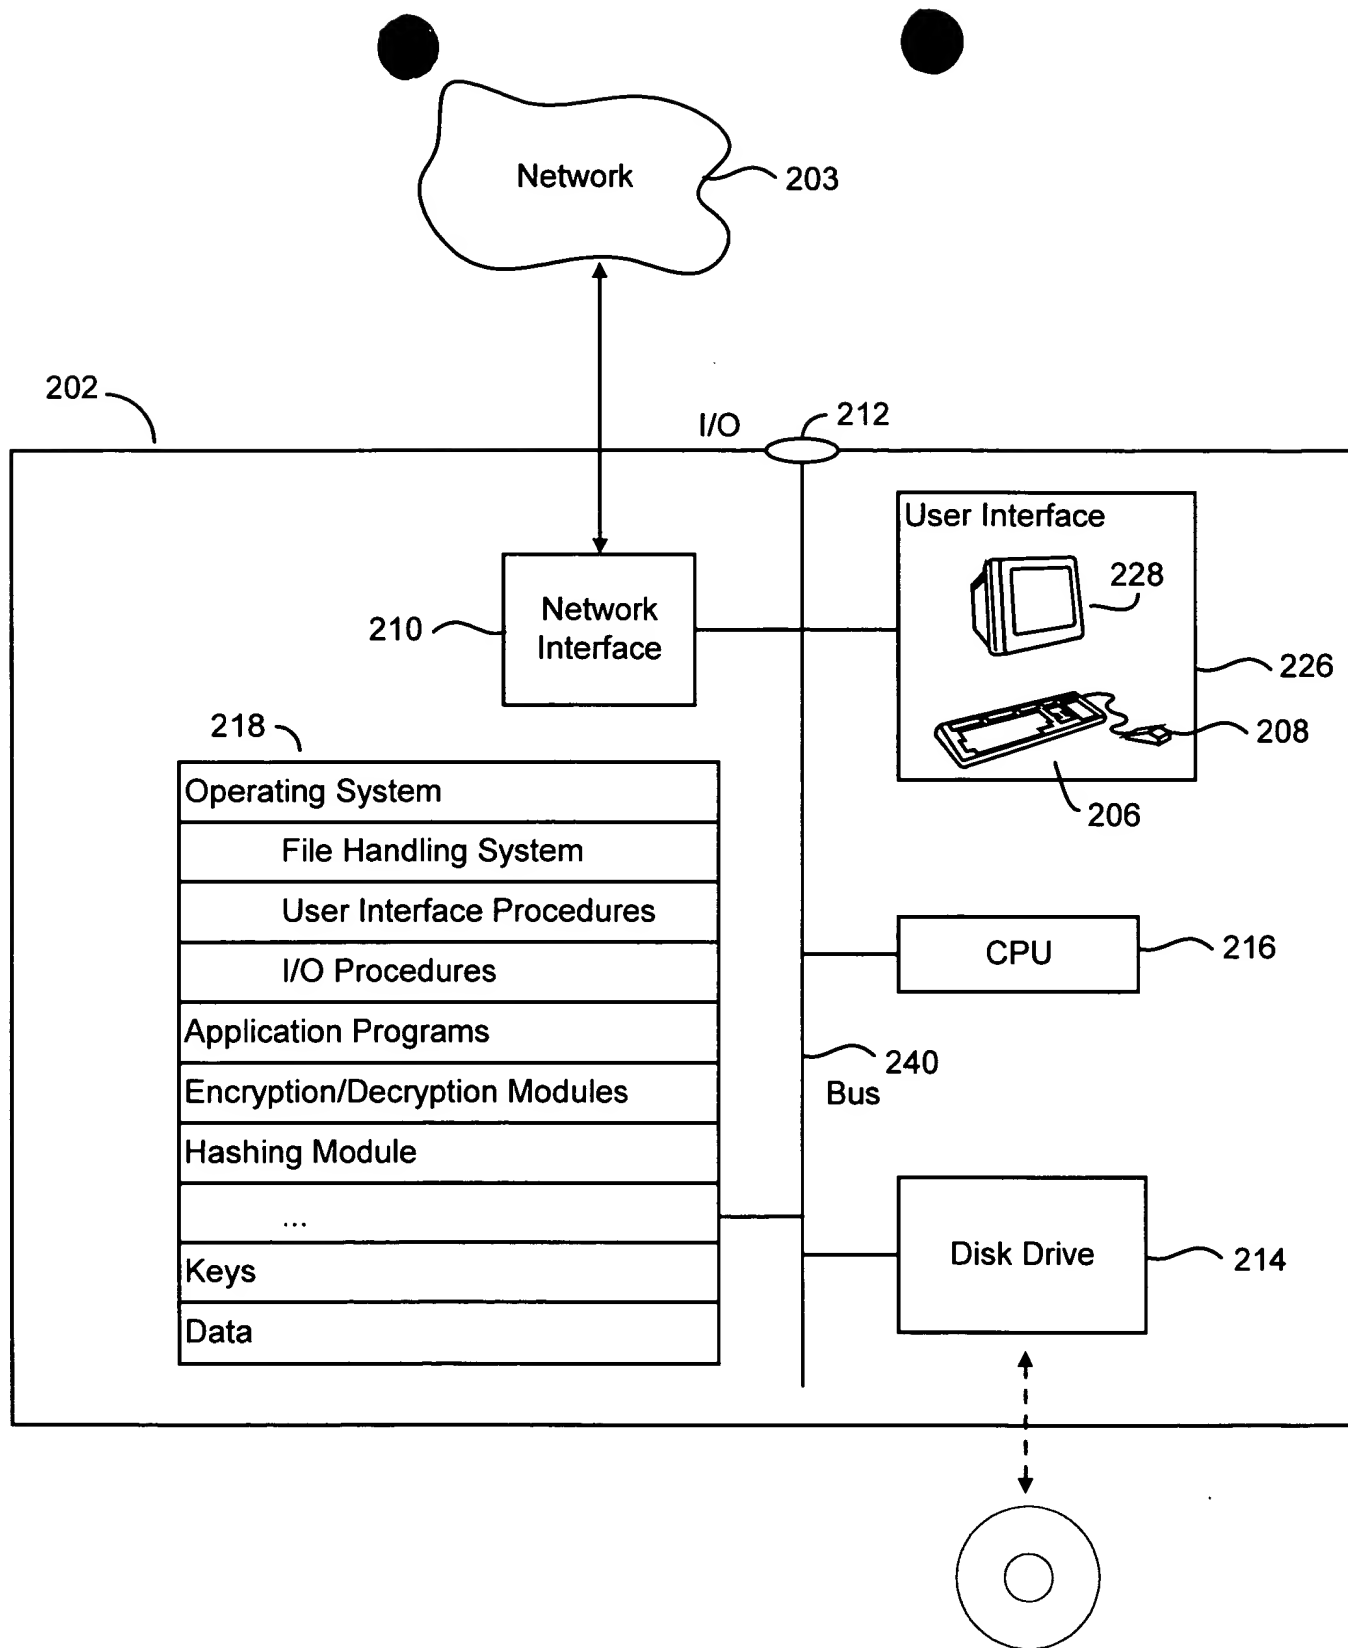 Network
203
202
I/O
212
User Interface
228
Network
Interface
210
226
208
206
218
Operating System
File Handling System
User Interface Procedures
I/O Procedures
Application Programs
Encryption/Decryption Modules
Hashing Module
...
Keys
Data
CPU
216
240
Bus
Disk Drive
214